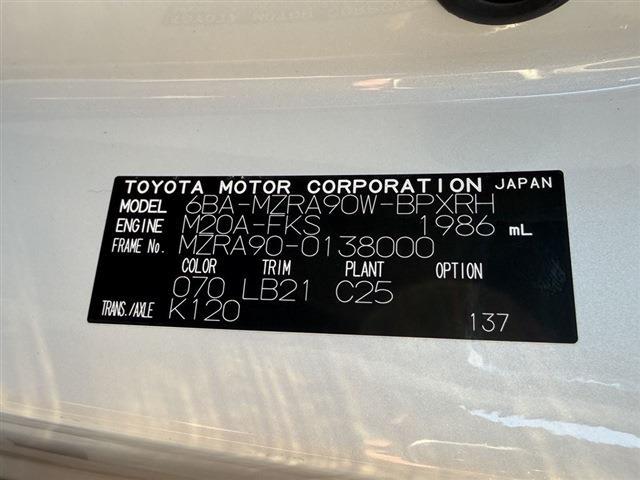 TOYOTA MOTOR CORPORATION JAPAN
MODEL 6BA-MZRA90W-BPXRH
ENGINE M20A-FKS 1986 mL
FRAME No. MZRA90-0138000
COLOR TRIM PLANT OPTION
070 LB21 C25
TRANS./AXLE K120
137